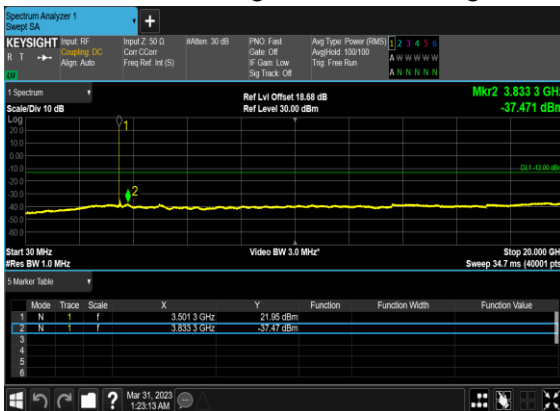 Spectrum Analyzer 1
Swept SA
KEYSIGHT
R T
Input: RF
Coupling: DC
Align: Auto
Input Z: 50 Ω
Corr CCorr
Freq Ref: Int (S)
#Atten: 30 dB
PNO: Fast
Gate: Off
IF Gain: Low
Sig Track: Off
Avg Type: Power (RMS)
Avg|Hold: 100/100
Trig: Free Run
1 2 3 4 5 6
A W W W W W
A N N N N N
LV
1 Spectrum
Scale/Div 10 dB
Ref Lvl Offset 18.68 dB
Ref Level 30.00 dBm
Mkr2 3.833 3 GHz
-37.471 dBm
Log
20.0
10.0
0.00
-10.0
-20.0
-30.0
-40.0
-50.0
-60.0
1
2
DL1 -13.00 dBm
Start 30 MHz
#Res BW 1.0 MHz
Video BW 3.0 MHz*
Stop 20.000 GHz
Sweep 34.7 ms (40001 pts)
5 Marker Table
Mode Trace Scale X Y Function Function Width Function Value
1 N 1 f 3.501 3 GHz 21.95 dBm
2 N 1 f 3.833 3 GHz -37.47 dBm
3
4
5
6
?
Mar 31, 2023
1:23:13 AM